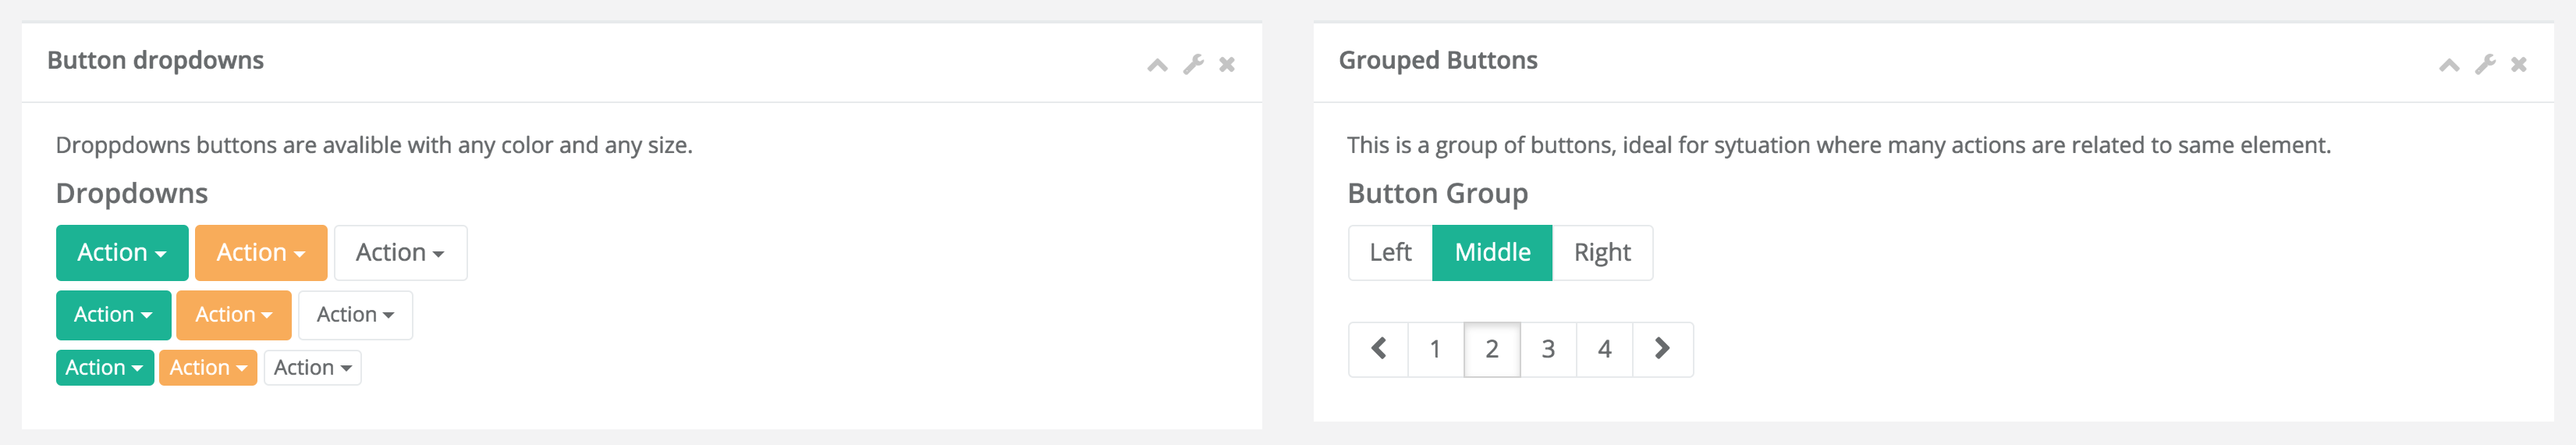 Button dropdowns
Droppdowns buttons are avalible with any color and any size.
Dropdowns
Action Action Action
Action Action Action
Action Action Action
Grouped Buttons
This is a group of buttons, ideal for sytuation where many actions are related to same element.
Button Group
Left Middle Right
1 2 3 4